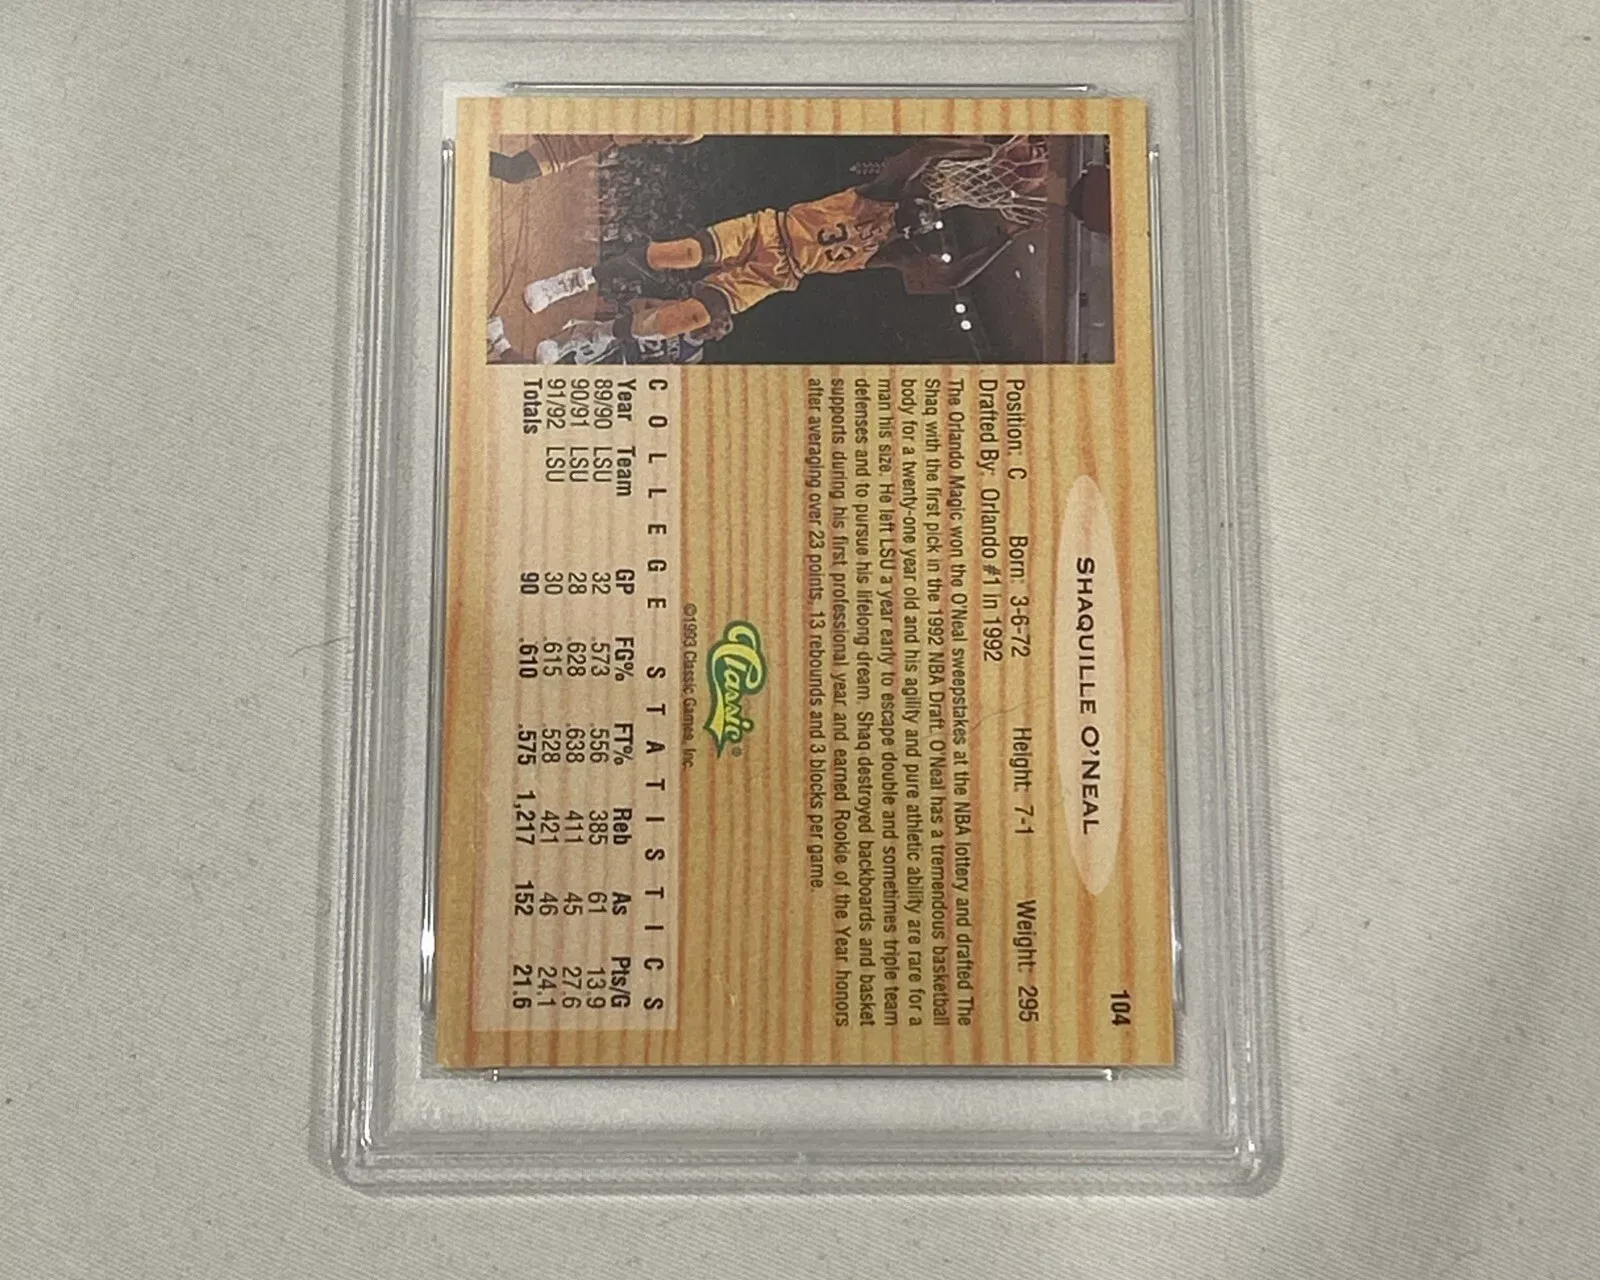 104
SHAQUILLE O'NEAL
Position: C Born: 3-6-72 Height: 7-1 Weight: 295
Drafted By: Orlando #1 in 1992
The Orlando Magic won the O'Neal sweepstakes at the NBA lottery and drafted The
Shaq with the first pick in the 1992 NBA Draft. O'Neal has a tremendous basketball
body for a twenty-one year old and his agility and pure athletic ability are rare for a
man his size. He left LSU a year early to escape double and sometimes triple team
defenses and to pursue his lifelong dream. Shaq destroyed backboards and basket
supports during his first professional year and earned Rookie of the Year honors
after averaging over 23 points, 13 rebounds and 3 blocks per game.
Classic®
©1993 Classic Games, Inc.
COLLEGE STATISTICS
Year Team GP FG% FT% Reb As Pts/G
89/90 LSU 32 .573 .556 385 61 13.9
90/91 LSU 28 .628 .638 411 45 27.6
91/92 LSU 30 .615 .528 421 46 24.1
Totals 90 .610 .575 1,217 152 21.6
LSU
33
21